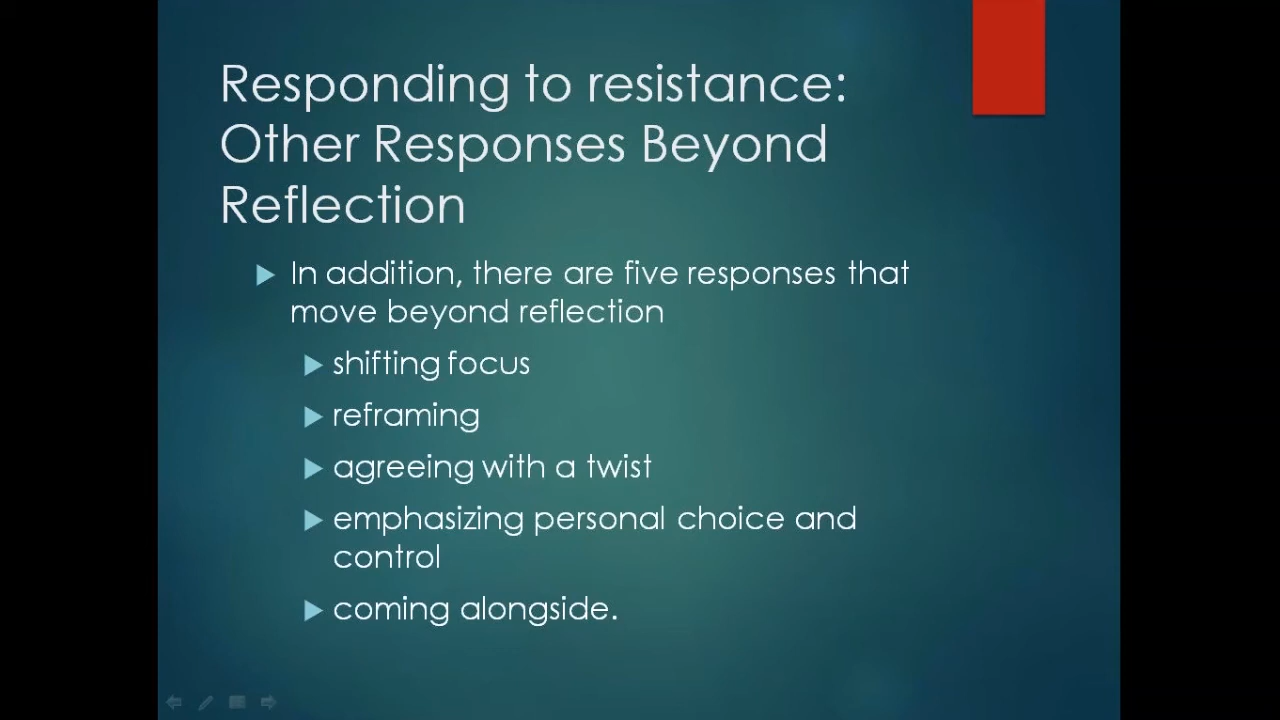 Responding to resistance:
Other Responses Beyond
Reflection
In addition, there are five responses that
move beyond reflection
shifting focus
reframing
agreeing with a twist
emphasizing personal choice and
control
coming alongside.